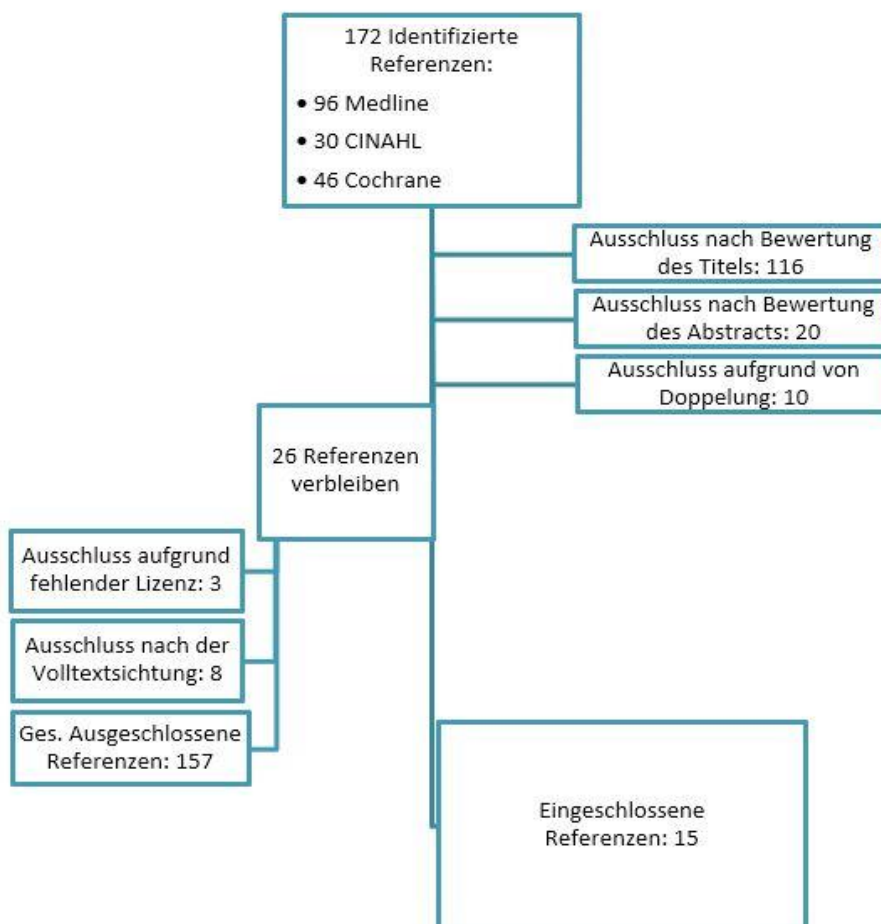 172 Identifizierte
Referenzen:
• 96 Medline
• 30 CINAHL
• 46 Cochrane
Ausschluss nach Bewertung
des Titels: 116
Ausschluss nach Bewertung
des Abstracts: 20
Ausschluss aufgrund von
Doppelung: 10
26 Referenzen
verbleiben
Ausschluss aufgrund
fehlender Lizenz: 3
Ausschluss nach der
Volltextsichtung: 8
Ges. Ausgeschlossene
Referenzen: 157
Eingeschlossene
Referenzen: 15